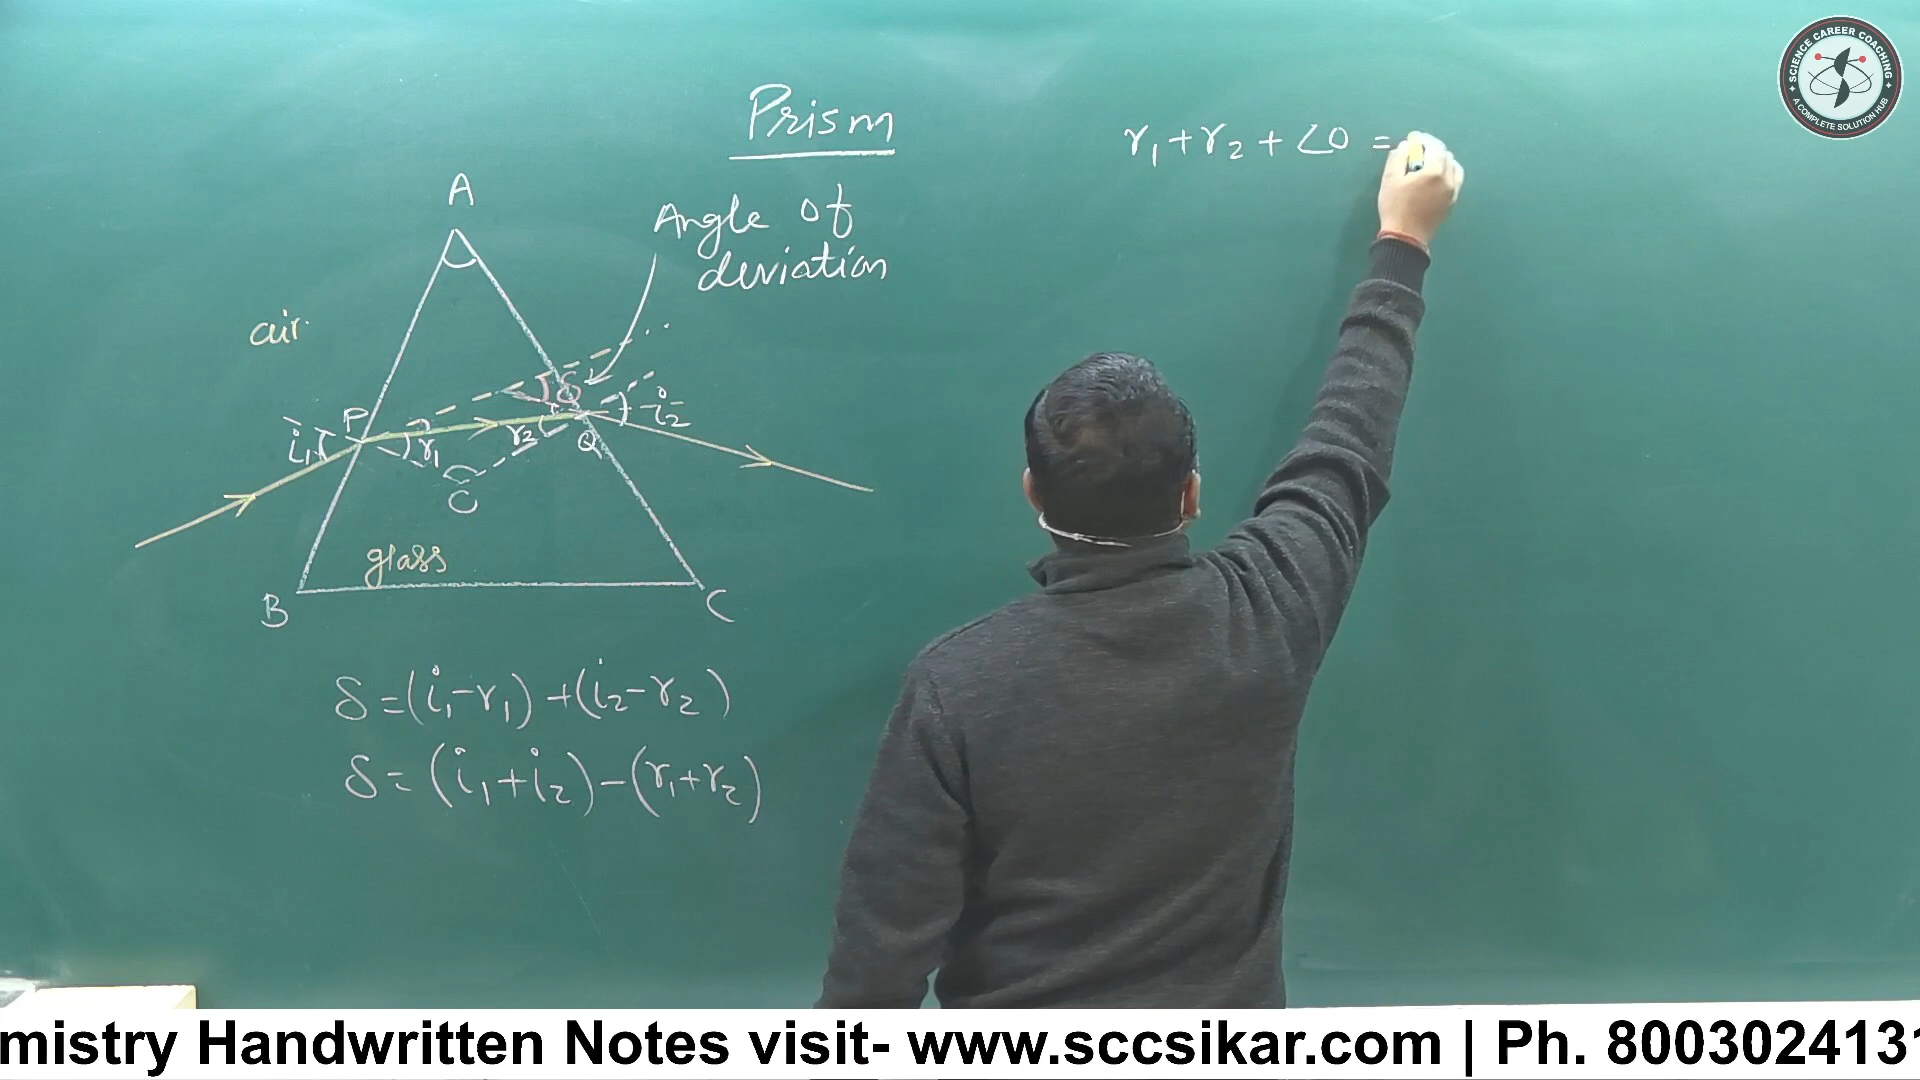 Prism
r₁+r₂+∠O =
SCIENCE CAREER COACHING
A COMPLETE SOLUTION HUB
A
Angle of
deviation
air
P
i₁
r₁
δ
r₂
Q
i₂
O
glass
B
C
δ=(i₁-r₁)+(i₂-r₂)
δ=(i₁+i₂)-(r₁+r₂)
mistry Handwritten Notes visit- www.sccsikar.com | Ph. 8003024131